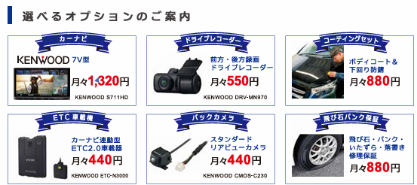 選べるオプションのご案内
カーナビ
KENWOOD 7V型
月々1,320円
KENWOOD S711HD
ドライブレコーダー
前方・後方録画
ドライブレコーダー
月々550円
KENWOOD DRV-MN970
コーティングセット
ボディコート&
下回り防錆
月々880円
ETC車載機
カーナビ連動型
ETC2.0車載器
月々440円
KENWOOD ETC-N3000
バックカメラ
スタンダード
リアビューカメラ
月々440円
KENWOOD CMOS-C230
飛び石パンク保証
飛び石・パンク・
いたずら・落書き
修理保証
月々880円